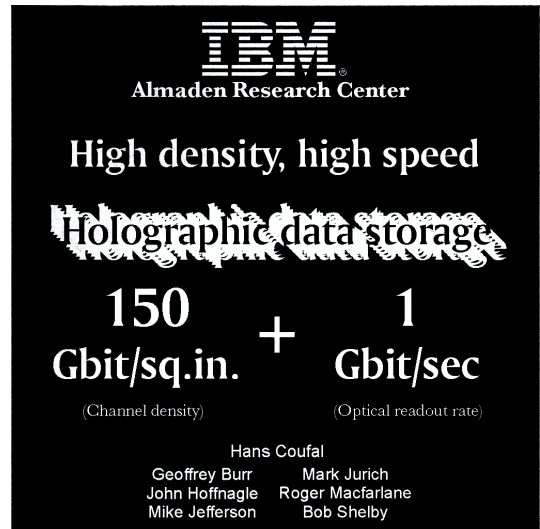 IBM®
Almaden Research Center
High density, high speed
Holographic data storage
150 + 1
Gbit/sq.in. Gbit/sec
(Channel density) (Optical readout rate)
Hans Coufal
Geoffrey Burr Mark Jurich
John Hoffnagle Roger Macfarlane
Mike Jefferson Bob Shelby